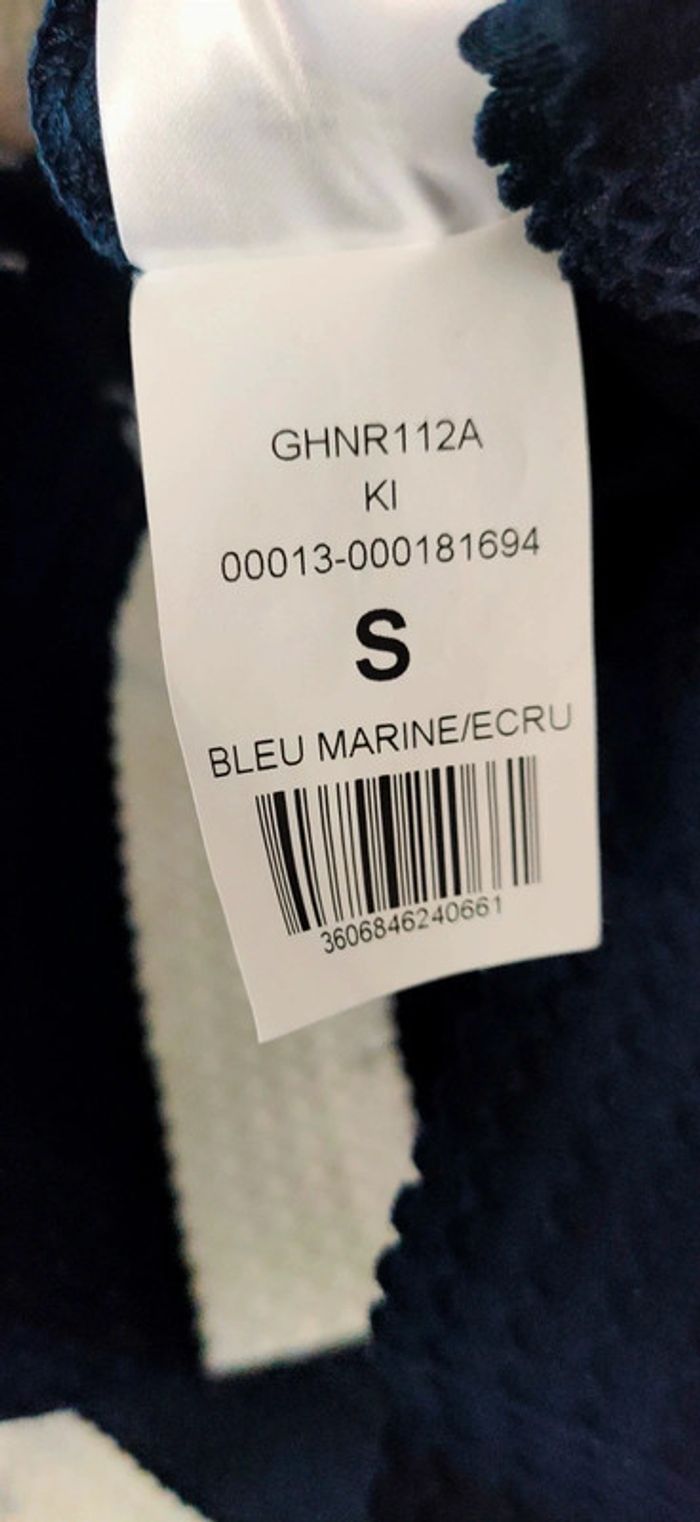 GHNR112A
KI
00013-000181694
S
BLEU MARINE/ECRU
3606846240661